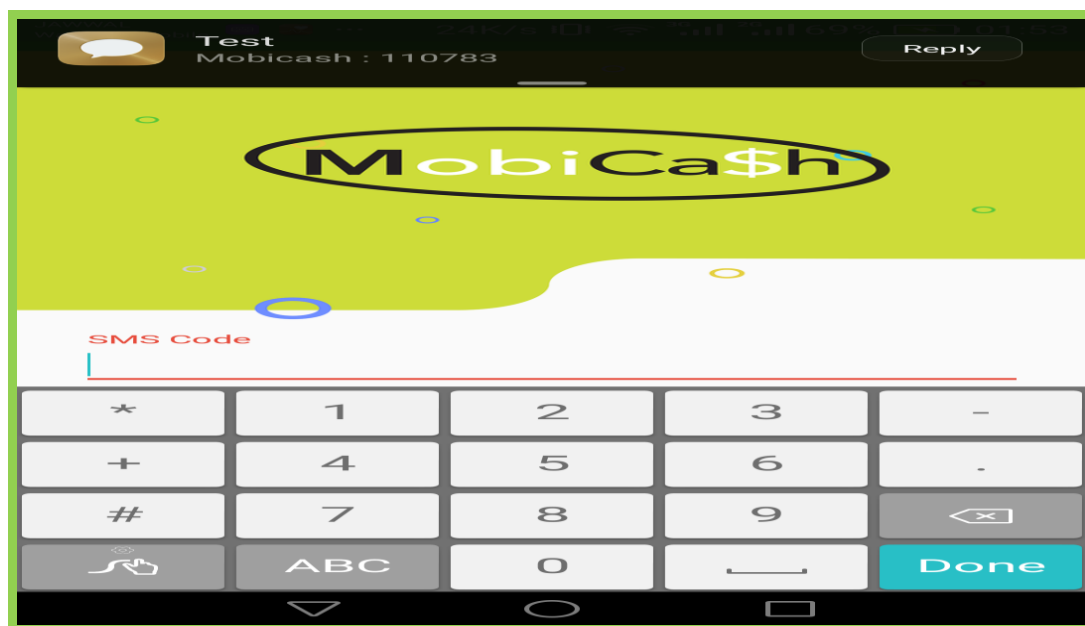 Test
Mobicash : 110783
Reply
MobiCa$h
SMS Code
* 1 2 3 -
+ 4 5 6 .
# 7 8 9
ABC 0 Done